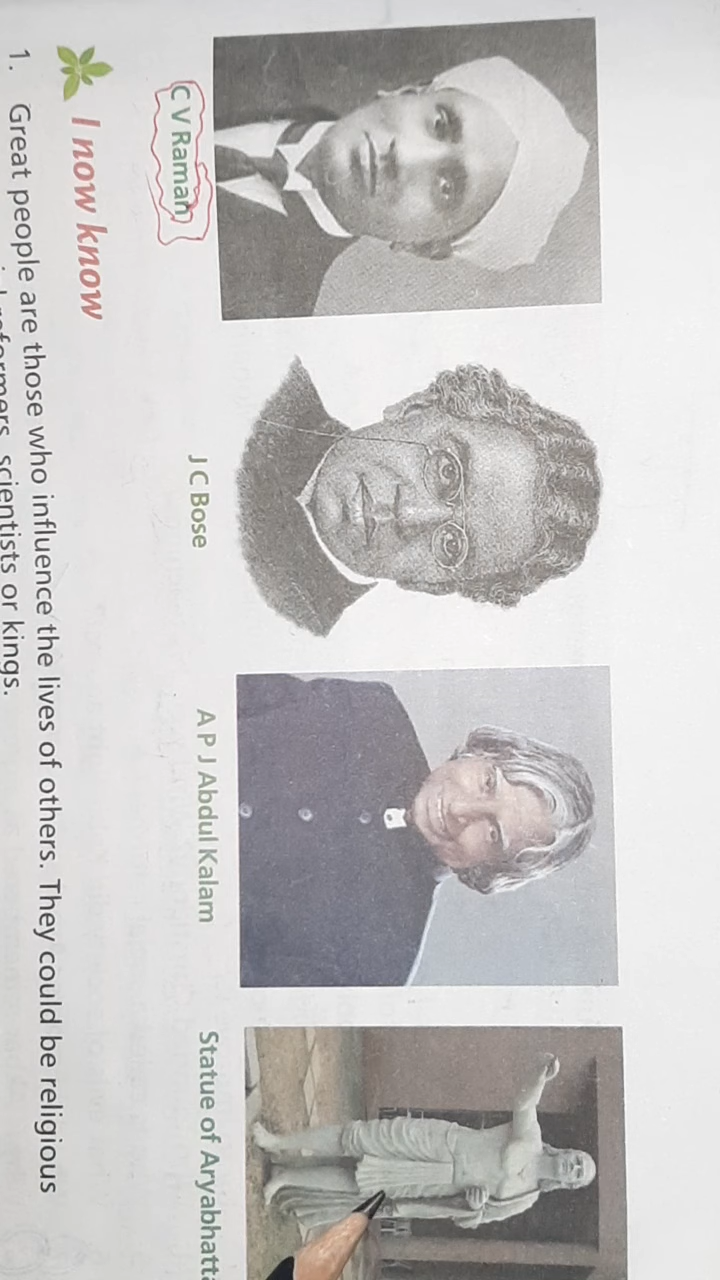 C V Raman
J C Bose
A P J Abdul Kalam
Statue of Aryabhatta
I now know
1. Great people are those who influence the lives of others. They could be religious
reformers, scientists or kings.